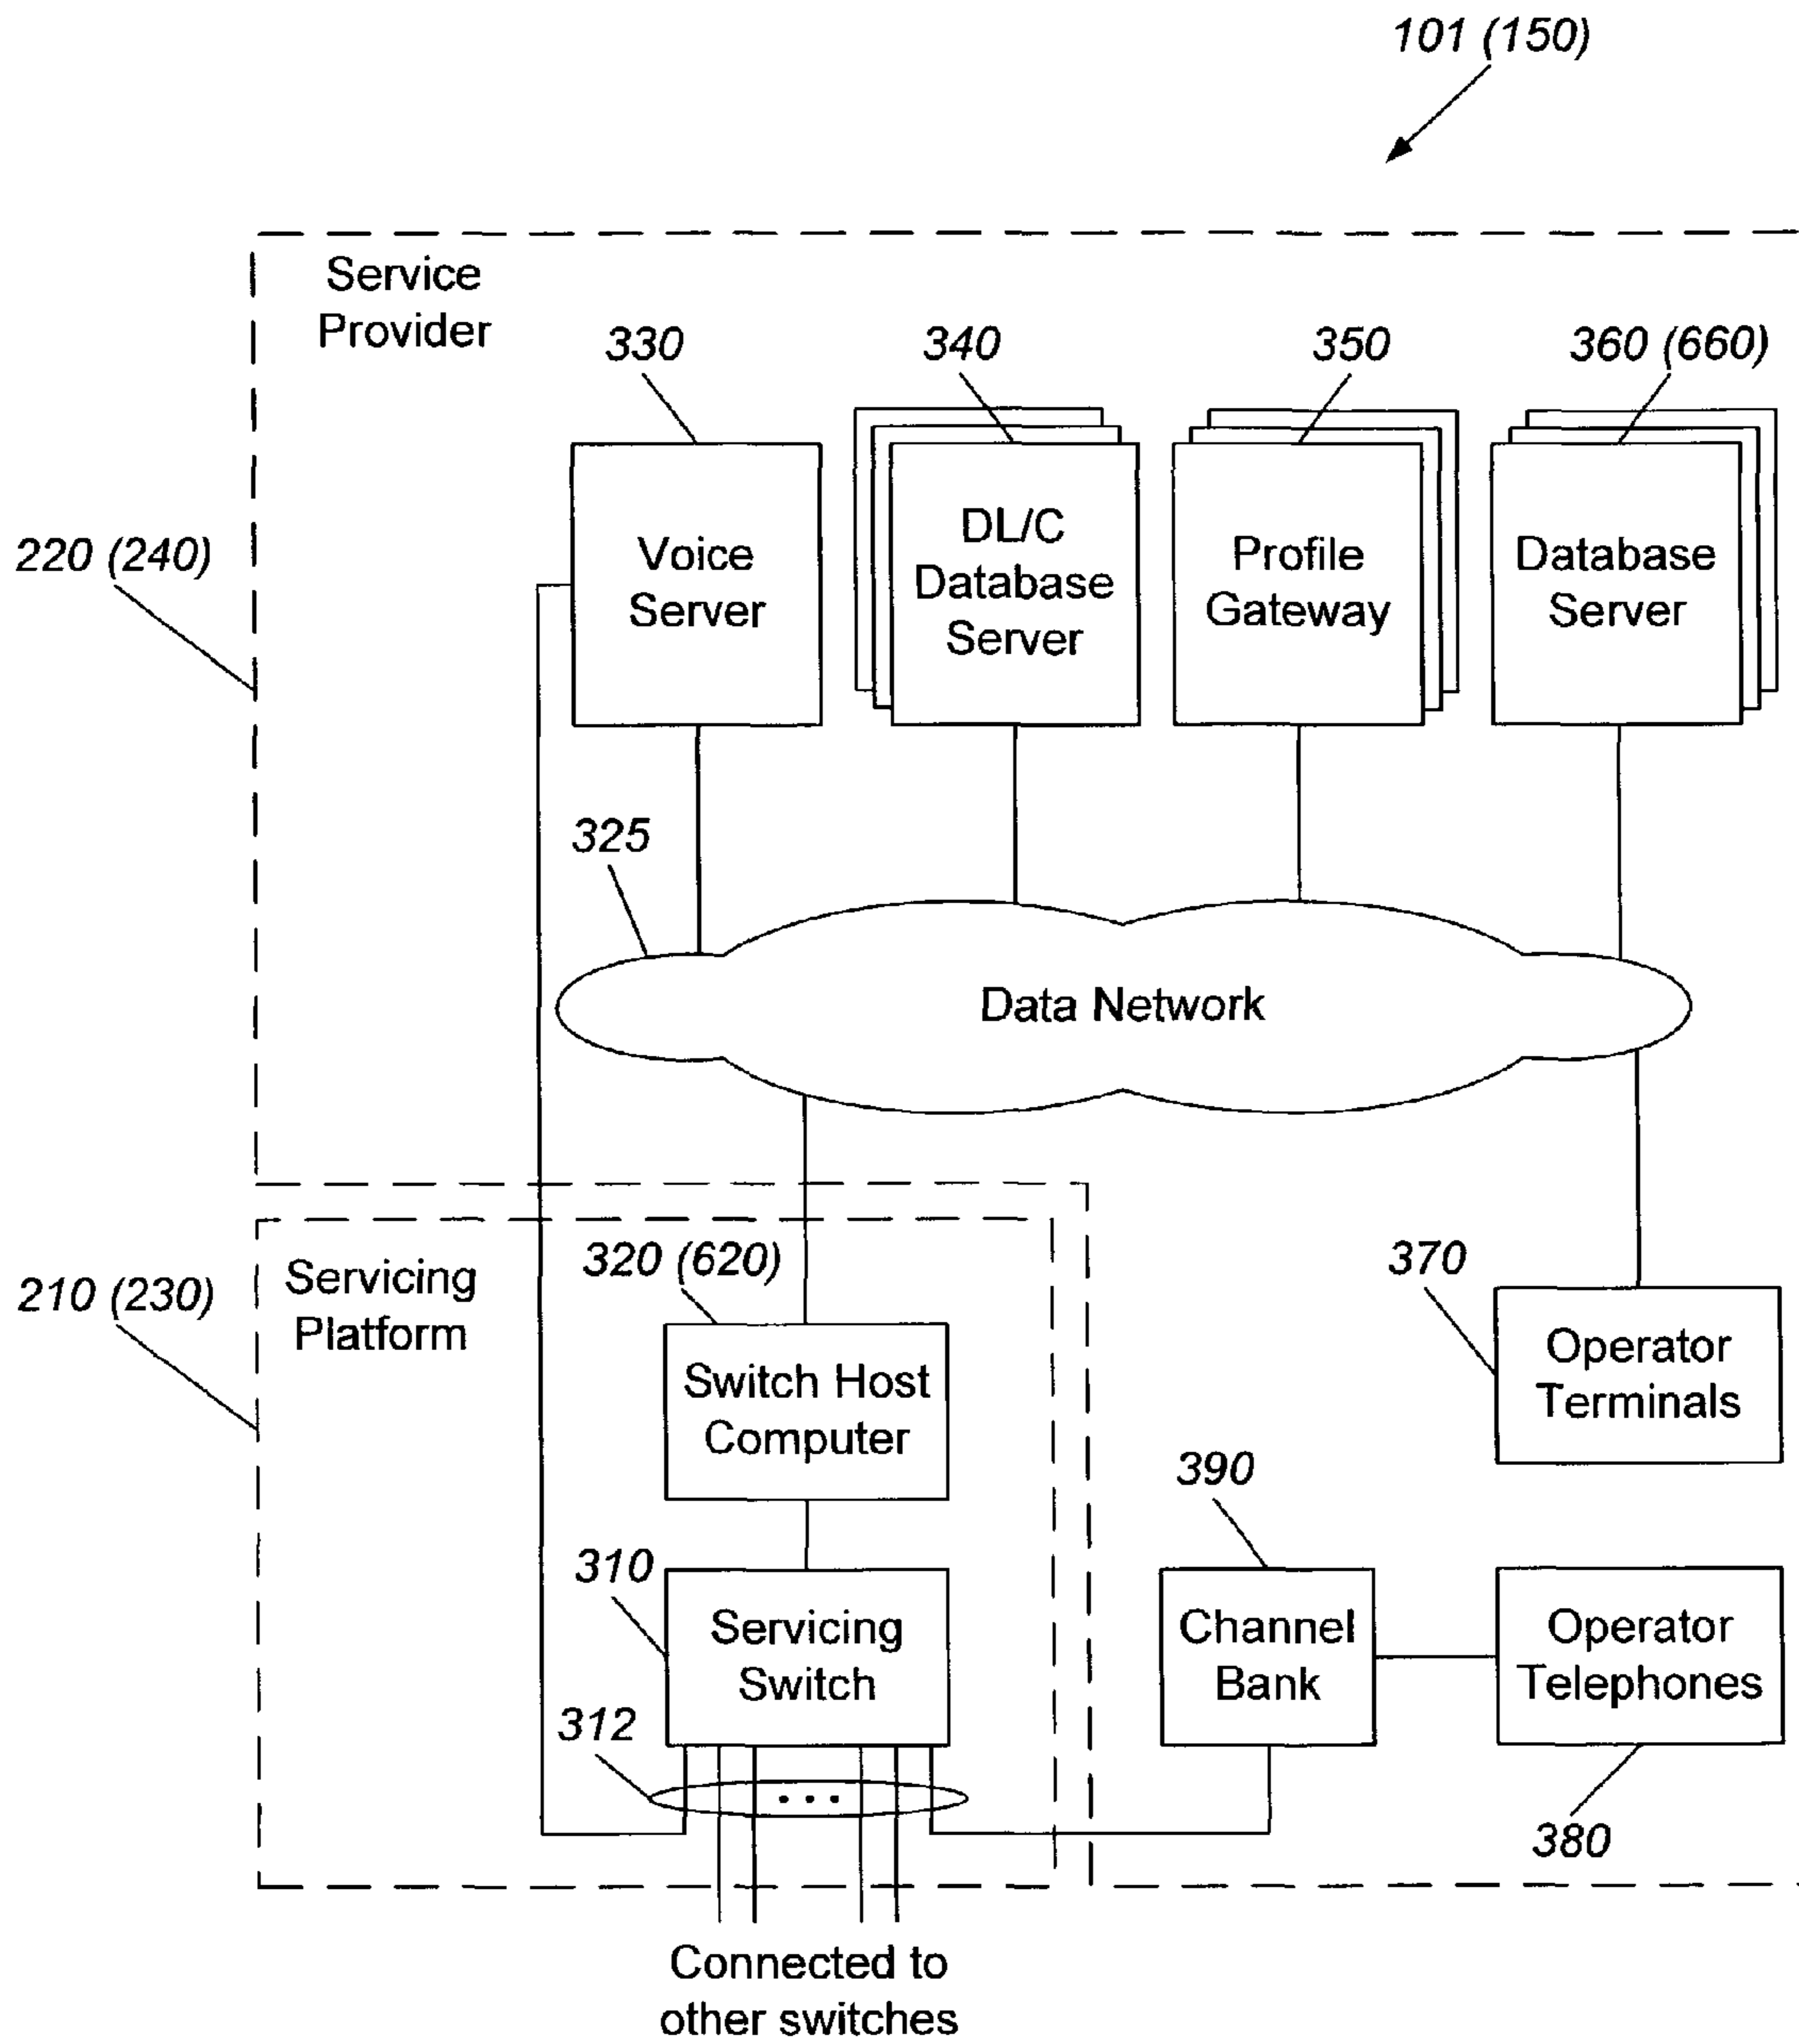 101 (150)
Service
Provider
330
340
350
360 (660)
220 (240)
Voice
Server
DL/C
Database
Server
Profile
Gateway
Database
Server
325
Data Network
210 (230)
Servicing
Platform
320 (620)
Switch Host
Computer
370
Operator
Terminals
390
310
Servicing
Switch
Channel
Bank
Operator
Telephones
312
...
380
Connected to
other switches